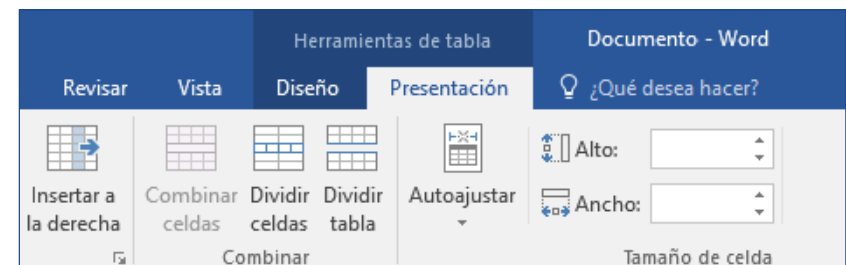 Herramientas de tabla Documento - Word
Revisar Vista Diseño Presentación ¿Qué desea hacer?
Insertar a la derecha
Combinar celdas
Dividir celdas
Dividir tabla
Autoajustar
Alto:
Ancho:
Combinar
Tamaño de celda